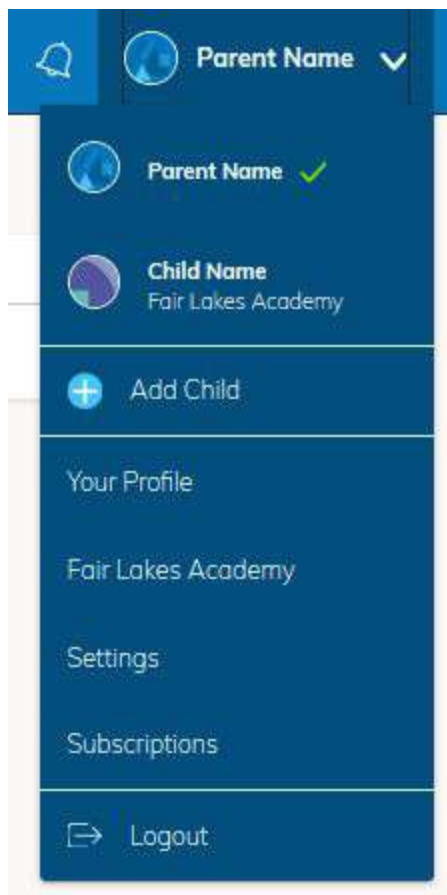 Parent Name
Parent Name
Child Name
Fair Lakes Academy
Add Child
Your Profile
Fair Lakes Academy
Settings
Subscriptions
Logout